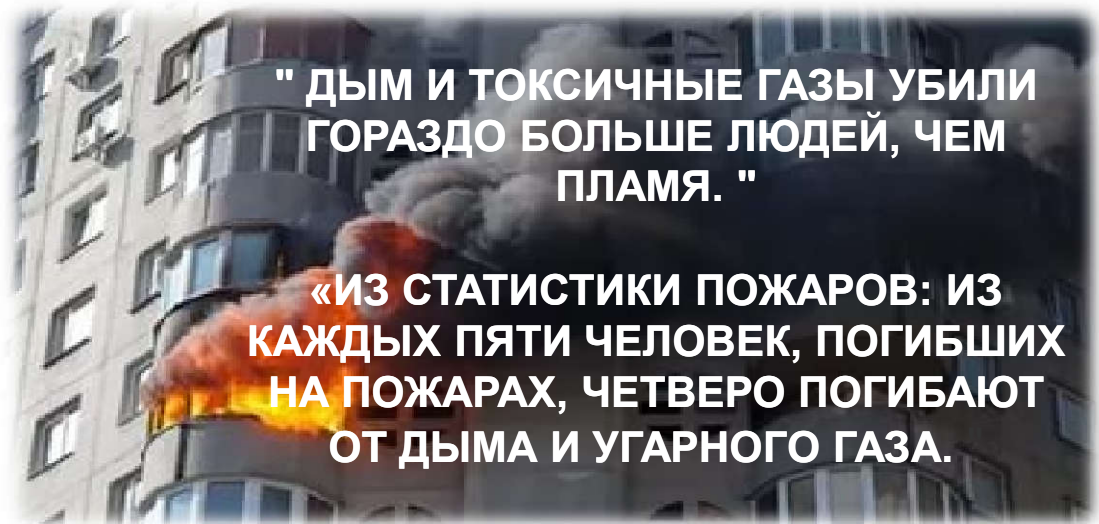 " ДЫМ И ТОКСИЧНЫЕ ГАЗЫ УБИЛИ
ГОРАЗДО БОЛЬШЕ ЛЮДЕЙ, ЧЕМ
ПЛАМЯ. "
«ИЗ СТАТИСТИКИ ПОЖАРОВ: ИЗ
КАЖДЫХ ПЯТИ ЧЕЛОВЕК, ПОГИБШИХ
НА ПОЖАРАХ, ЧЕТВЕРО ПОГИБАЮТ
ОТ ДЫМА И УГАРНОГО ГАЗА.